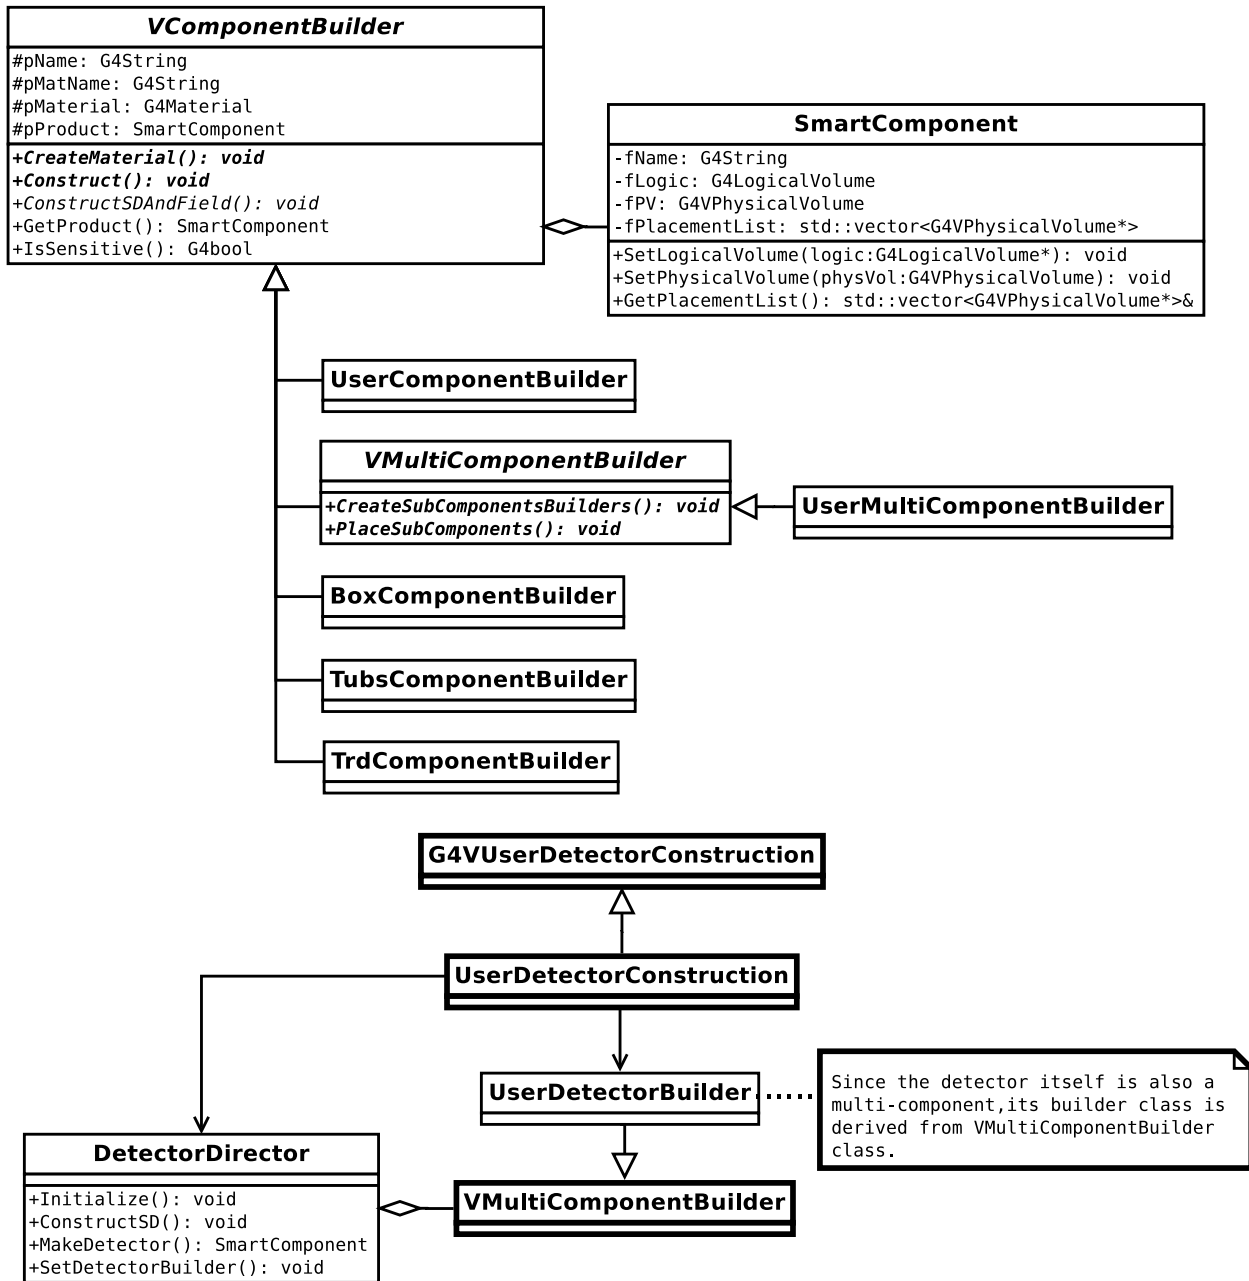 VComponentBuilder
#pName: G4String
#pMatName: G4String
#pMaterial: G4Material
#pProduct: SmartComponent
+CreateMaterial(): void
+Construct(): void
+ConstructSDAndField(): void
+GetProduct(): SmartComponent
+IsSensitive(): G4bool
SmartComponent
-fName: G4String
-fLogic: G4LogicalVolume
-fPV: G4VPhysicalVolume
-fPlacementList: std::vector<G4VPhysicalVolume*>
+SetLogicalVolume(logic:G4LogicalVolume*): void
+SetPhysicalVolume(physVol:G4VPhysicalVolume): void
+GetPlacementList(): std::vector<G4VPhysicalVolume*>&
UserComponentBuilder
VMultiComponentBuilder
+CreateSubComponentsBuilders(): void
+PlaceSubComponents(): void
UserMultiComponentBuilder
BoxComponentBuilder
TubsComponentBuilder
TrdComponentBuilder
G4VUserDetectorConstruction
UserDetectorConstruction
UserDetectorBuilder
Since the detector itself is also a
multi-component,its builder class is
derived from VMultiComponentBuilder
class.
DetectorDirector
+Initialize(): void
+ConstructSD(): void
+MakeDetector(): SmartComponent
+SetDetectorBuilder(): void
VMultiComponentBuilder